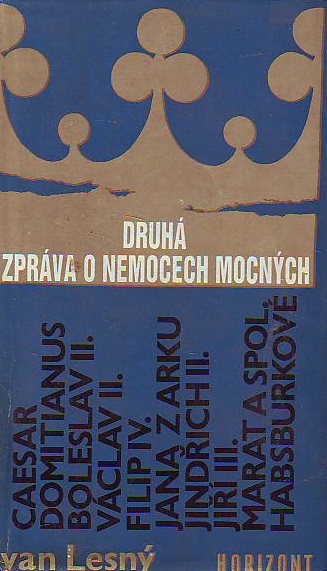 DRUHÁ
ZPRÁVA O NEMOCECH MOCNÝCH
CAESAR
DOMITIANUS
BOLESLAV II.
VÁCLAV II.
FILIP IV.
JANA Z ARKU
JINDŘICH II.
JIŘÍ III.
MARAT A SPOL.
HABSBURKOVÉ
van Lesný
HORIZONT